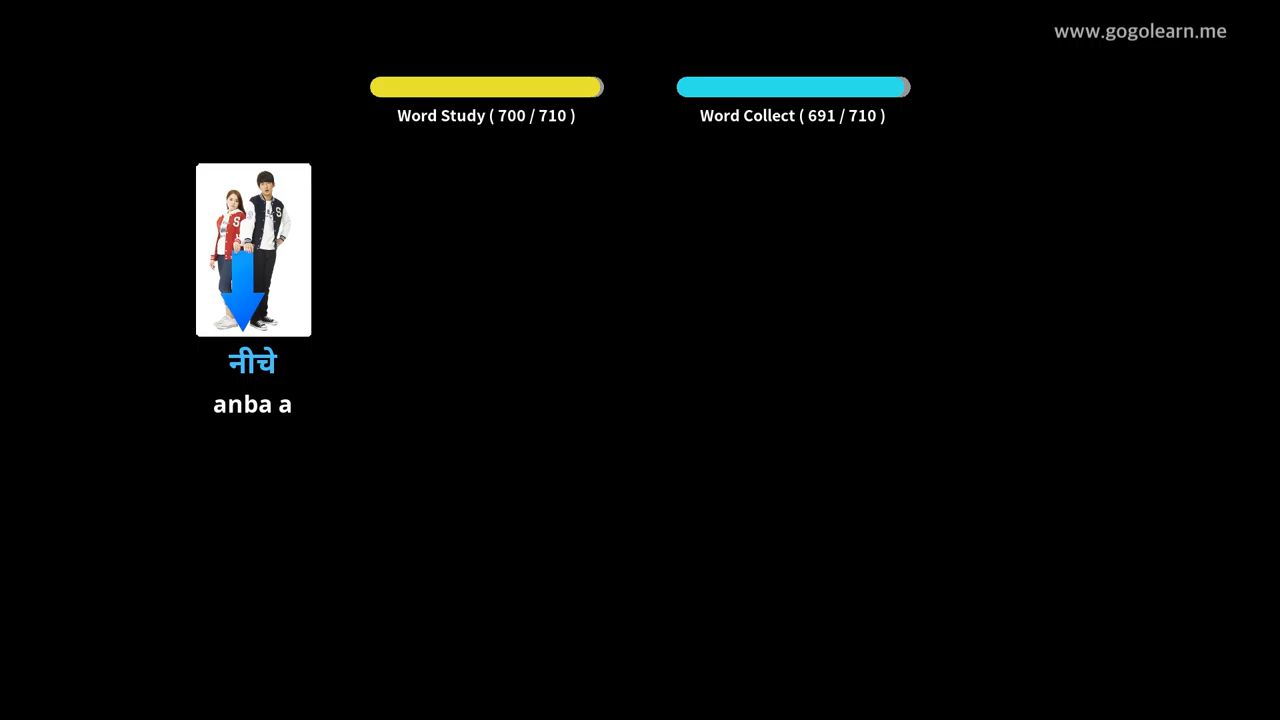 www.gogolearn.me
Word Study ( 700 / 710 )
Word Collect ( 691 / 710 )
S
S
नीचे
anba a